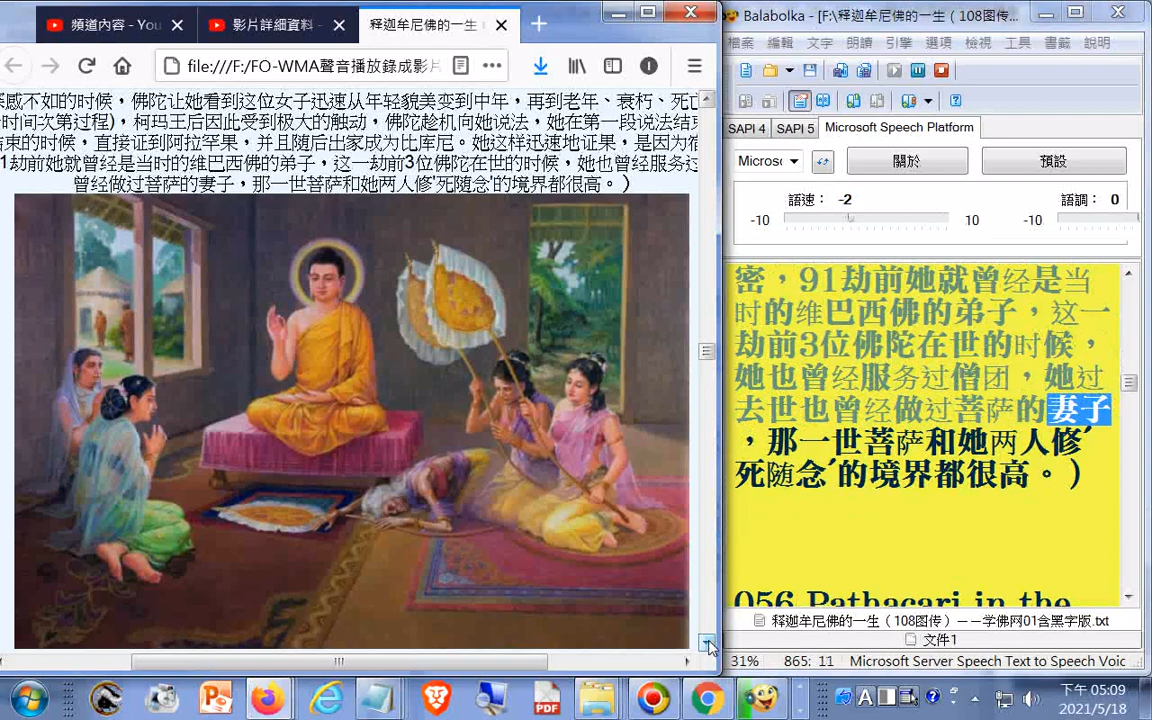 頻道內容 - You
影片詳細資料 -
释迦牟尼佛的一生（
file:///F:/FO-WMA聲音播放錄成影片
感不如的时候，佛陀让她看到这位女子迅速从年轻貌美变到中年，再到老年、衰朽、死亡
时间次第过程)，柯玛王后因此受到极大的触动，佛陀趁机向她说法，她在第一段说法结束
结束的时候，直接证到阿拉罕果，并且随后出家成为比库尼。她这样迅速地证果，是因为
1劫前她就曾经是当时的维巴西佛的弟子，这一劫前3位佛陀在世的时候，她也曾经服务过
曾经做过菩萨的妻子，那一世菩萨和她两人修'死随念'的境界都很高。）
Balabolka - [F:\释迦牟尼佛的一生（108图传）...
檔案 編輯 文字 朗讀 引擎 選項 檢視 工具 書籤 說明
SAPI 4 SAPI 5 Microsoft Speech Platform
Micros 關於 預設
語速： -2 語調： 0
-10 10 -10
密，91劫前她就曾经是当
时的维巴西佛的弟子，这一
劫前3位佛陀在世的时候，
她也曾经服务过僧团，她过
去世也曾经做过菩萨的妻子
，那一世菩萨和她两人修'
死随念'的境界都很高。）
056 Pathacari in the
释迦牟尼佛的一生（108图传）——学佛网01含黑字版.txt
文件1
31% 865: 11 Microsoft Server Speech Text to Speech Voic
下午 05:09
2021/5/18